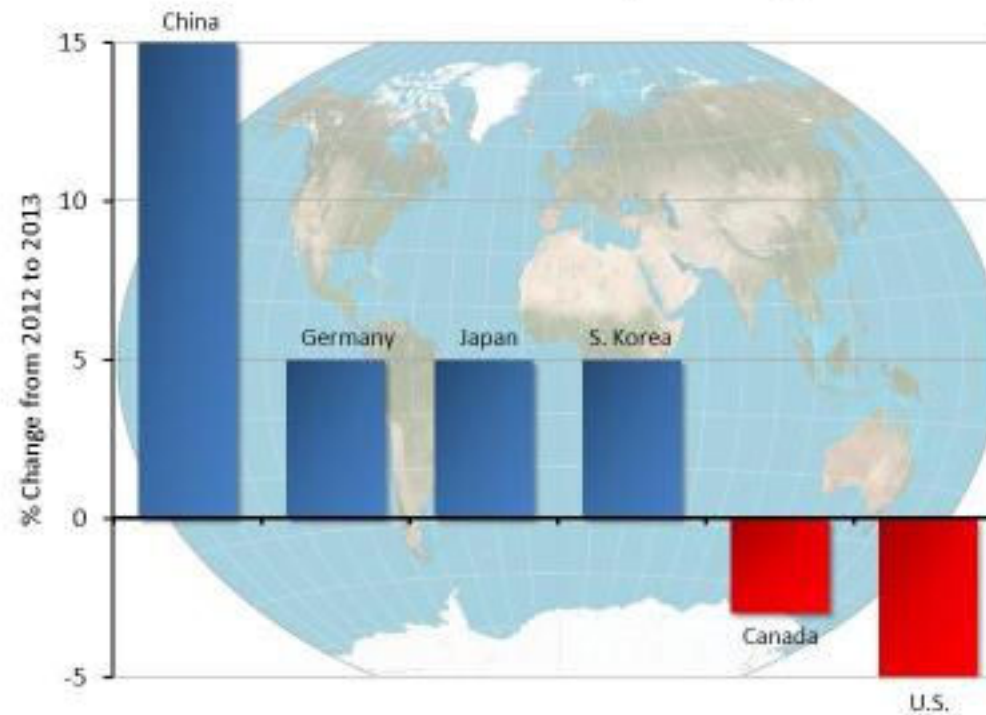 China
15
10
Germany
Japan
S. Korea
5
0
Canada
-5
U.S.
% Change from 2012 to 2013